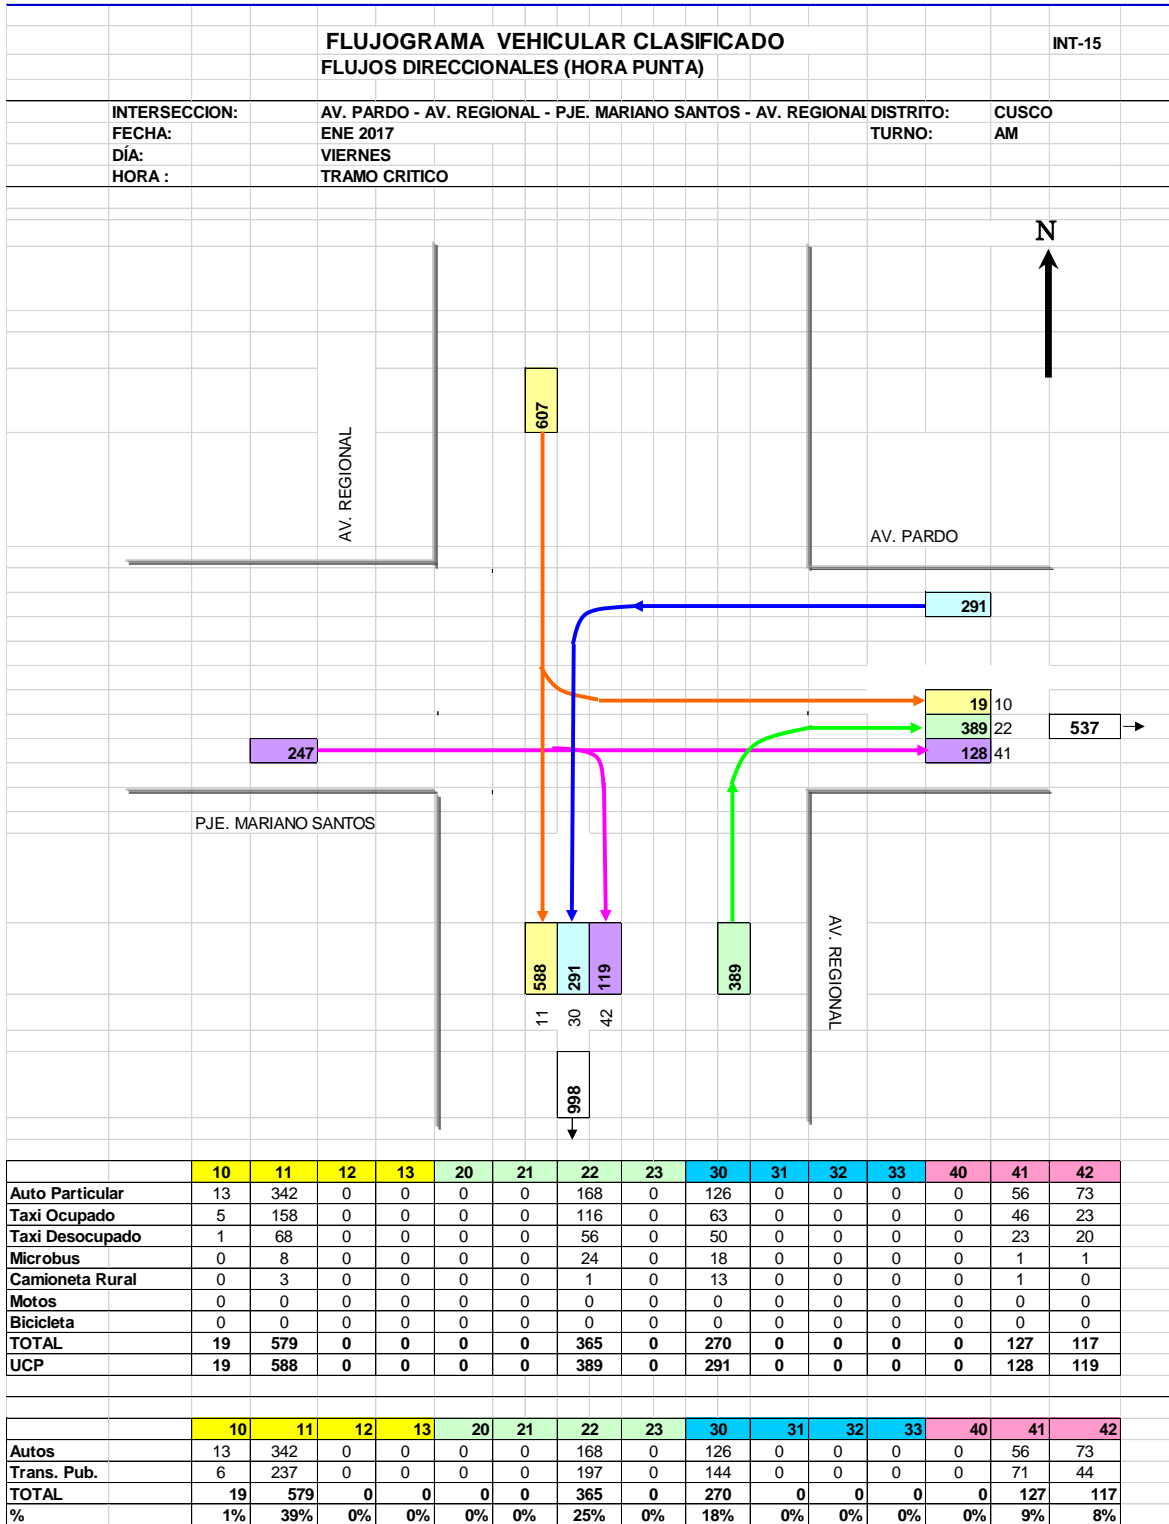 FLUJOGRAMA VEHICULAR CLASIFICADO INT-15
FLUJOS DIRECCIONALES (HORA PUNTA)
INTERSECCION: AV. PARDO - AV. REGIONAL - PJE. MARIANO SANTOS - AV. REGIONAL DISTRITO: CUSCO
FECHA: ENE 2017 TURNO: AM
DÍA: VIERNES
HORA : TRAMO CRITICO
N
607
AV. REGIONAL
AV. PARDO
291
19 10
389 22 537
247 128 41
PJE. MARIANO SANTOS
588 291 119 389
AV. REGIONAL
11 30 42
998
10 11 12 13 20 21 22 23 30 31 32 33 40 41 42
Auto Particular 13 342 0 0 0 0 168 0 126 0 0 0 0 56 73
Taxi Ocupado 5 158 0 0 0 0 116 0 63 0 0 0 0 46 23
Taxi Desocupado 1 68 0 0 0 0 56 0 50 0 0 0 0 23 20
Microbus 0 8 0 0 0 0 24 0 18 0 0 0 0 1 1
Camioneta Rural 0 3 0 0 0 0 1 0 13 0 0 0 0 1 0
Motos 0 0 0 0 0 0 0 0 0 0 0 0 0 0 0
Bicicleta 0 0 0 0 0 0 0 0 0 0 0 0 0 0 0
TOTAL 19 579 0 0 0 0 365 0 270 0 0 0 0 127 117
UCP 19 588 0 0 0 0 389 0 291 0 0 0 0 128 119
10 11 12 13 20 21 22 23 30 31 32 33 40 41 42
Autos 13 342 0 0 0 0 168 0 126 0 0 0 0 56 73
Trans. Pub. 6 237 0 0 0 0 197 0 144 0 0 0 0 71 44
TOTAL 19 579 0 0 0 0 365 0 270 0 0 0 0 127 117
% 1% 39% 0% 0% 0% 0% 25% 0% 18% 0% 0% 0% 0% 9% 8%